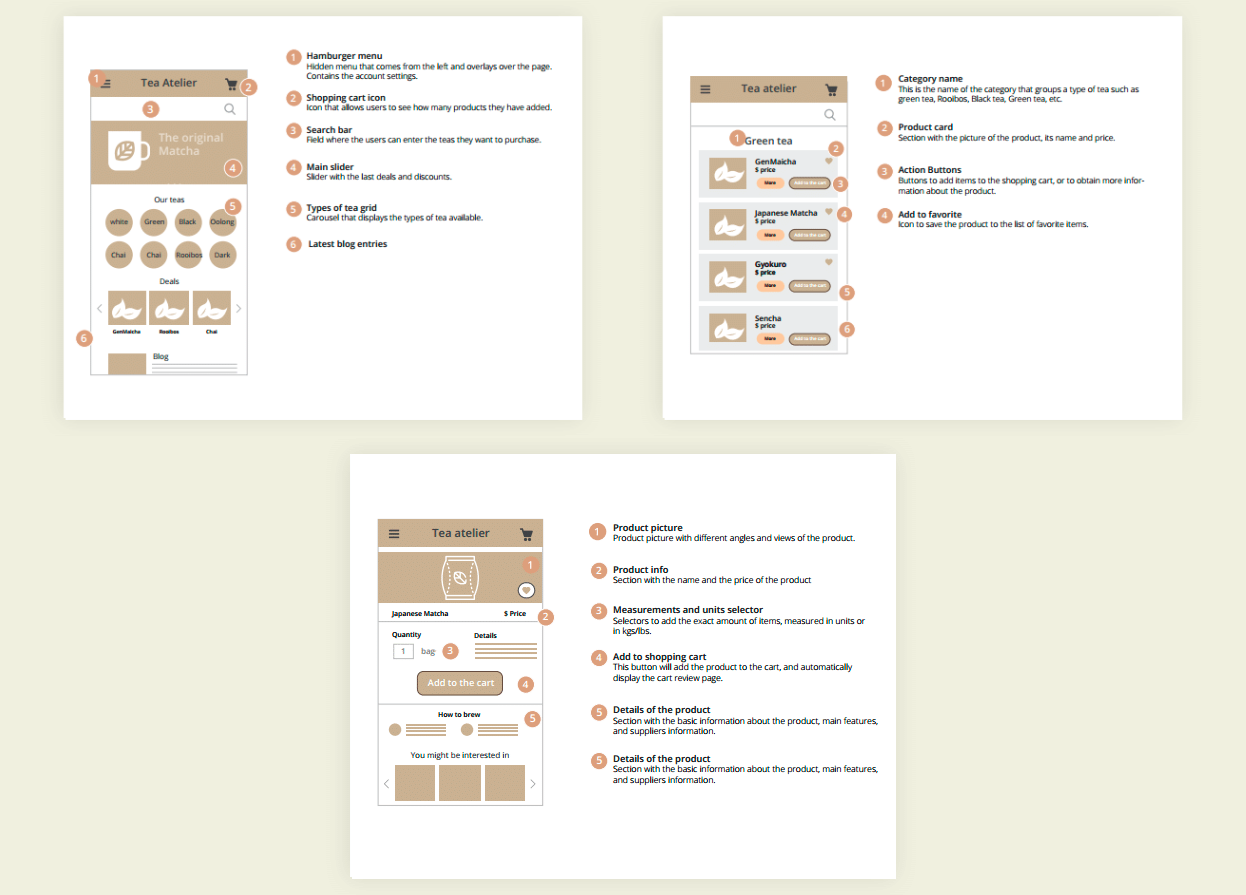 1
Tea Atelier
2
3
The original
Matcha
4
Our teas
5
white Green Black Oolong
Chai Chai Rooibos Dark
Deals
GenMaicha Rooibos Chai
6
Blog
1 Hamburger menu
Hidden menu that comes from the left and overlays over the page.
Contains the account settings.
2 Shopping cart icon
Icon that allows users to see how many products they have added.
3 Search bar
Field where the users can enter the teas they want to purchase.
4 Main slider
Slider with the last deals and discounts.
5 Types of tea grid
Carousel that displays the types of tea available.
6 Latest blog entries
Tea atelier
1 Green tea
2
GenMaicha
$ price
More Add to the cart 3
Japanese Matcha 4
$ price
More Add to the cart
Gyokuro
$ price
More Add to the cart 5
Sencha
$ price 6
More Add to the cart
1 Category name
This is the name of the category that groups a type of tea such as
green tea, Rooibos, Black tea, Green tea, etc.
2 Product card
Section with the picture of the product, its name and price.
3 Action Buttons
Buttons to add items to the shopping cart, or to obtain more infor-
mation about the product.
4 Add to favorite
Icon to save the product to the list of favorite items.
Tea atelier
1
Japanese Matcha $ Price 2
Quantity Details
1 bag 3
Add to the cart 4
How to brew 5
You might be interested in
1 Product picture
Product picture with different angles and views of the product.
2 Product info
Section with the name and the price of the product
3 Measurements and units selector
Selectors to add the exact amount of items, measured in units or
in kgs/lbs.
4 Add to shopping cart
This button will add the product to the cart, and automatically
display the cart review page.
5 Details of the product
Section with the basic information about the product, main features,
and suppliers information.
5 Details of the product
Section with the basic information about the product, main features,
and suppliers information.